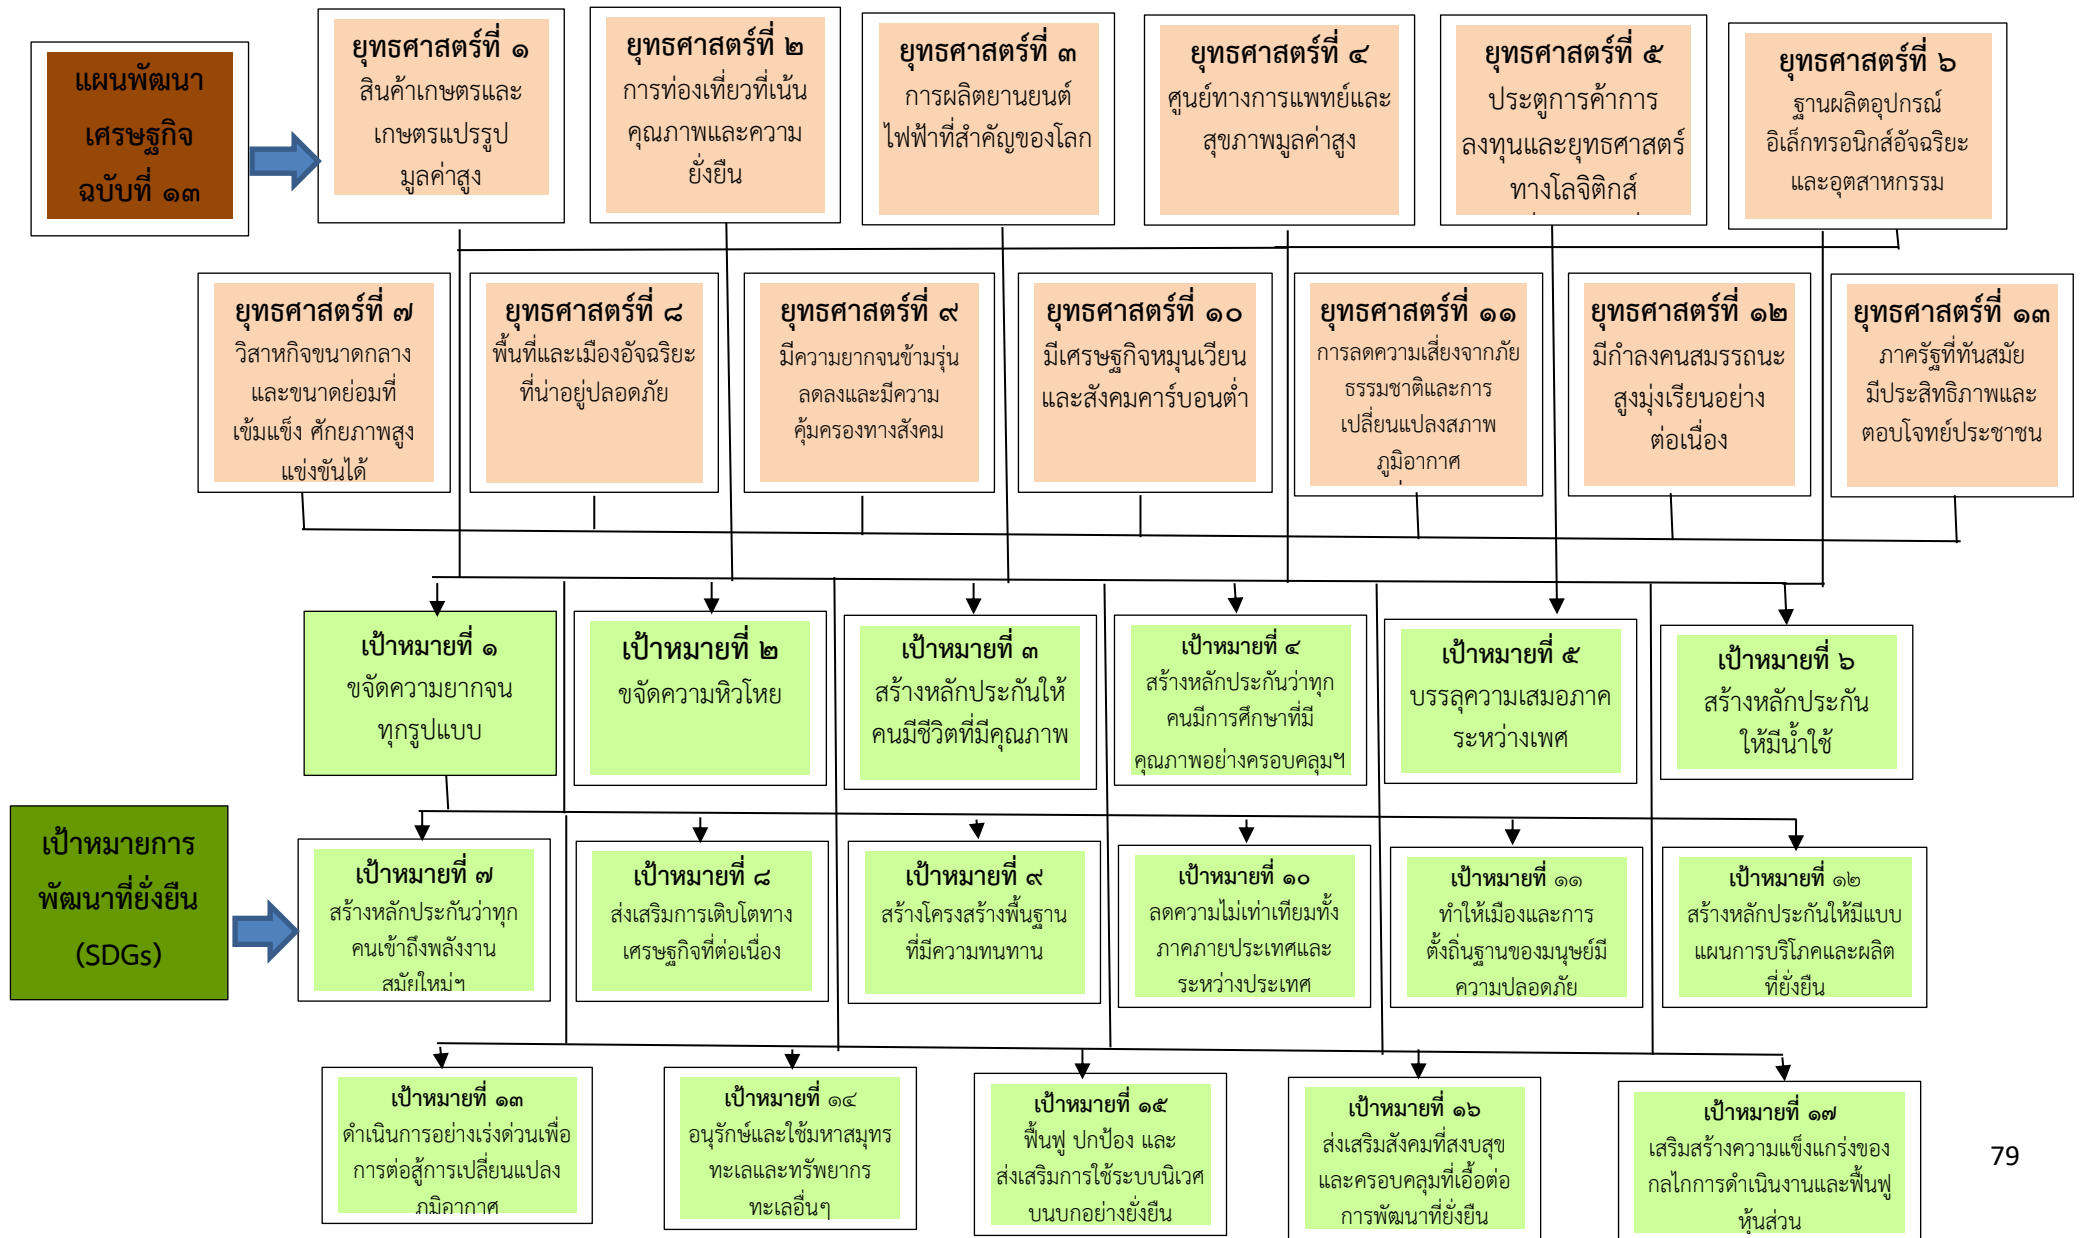 แผนพัฒนา
เศรษฐกิจ
ฉบับที่ ๑๓
ยุทธศาสตร์ที่ ๑
สินค้าเกษตรและ
เกษตรแปรรูป
มูลค่าสูง
ยุทธศาสตร์ที่ ๒
การท่องเที่ยวที่เน้น
คุณภาพและความ
ยั่งยืน
ยุทธศาสตร์ที่ ๓
การผลิตยานยนต์
ไฟฟ้าที่สำคัญของโลก
ยุทธศาสตร์ที่ ๔
ศูนย์ทางการแพทย์และ
สุขภาพมูลค่าสูง
ยุทธศาสตร์ที่ ๕
ประตูการค้าการ
ลงทุนและยุทธศาสตร์
ทางโลจิติกส์
ยุทธศาสตร์ที่ ๖
ฐานผลิตอุปกรณ์
อิเล็กทรอนิกส์อัจฉริยะ
และอุตสาหกรรม
ยุทธศาสตร์ที่ ๗
วิสาหกิจขนาดกลาง
และขนาดย่อมที่
เข้มแข็ง ศักยภาพสูง
แข่งขันได้
ยุทธศาสตร์ที่ ๘
พื้นที่และเมืองอัจฉริยะ
ที่น่าอยู่ปลอดภัย
ยุทธศาสตร์ที่ ๙
มีความยากจนข้ามรุ่น
ลดลงและมีความ
คุ้มครองทางสังคม
ยุทธศาสตร์ที่ ๑๐
มีเศรษฐกิจหมุนเวียน
และสังคมคาร์บอนต่ำ
ยุทธศาสตร์ที่ ๑๑
การลดความเสี่ยงจากภัย
ธรรมชาติและการ
เปลี่ยนแปลงสภาพ
ภูมิอากาศ
ยุทธศาสตร์ที่ ๑๒
มีกำลังคนสมรรถนะ
สูงมุ่งเรียนอย่าง
ต่อเนื่อง
ยุทธศาสตร์ที่ ๑๓
ภาครัฐที่ทันสมัย
มีประสิทธิภาพและ
ตอบโจทย์ประชาชน
เป้าหมายที่ ๑
ขจัดความยากจน
ทุกรูปแบบ
เป้าหมายที่ ๒
ขจัดความหิวโหย
เป้าหมายที่ ๓
สร้างหลักประกันให้
คนมีชีวิตที่มีคุณภาพ
เป้าหมายที่ ๔
สร้างหลักประกันว่าทุก
คนมีการศึกษาที่มี
คุณภาพอย่างครอบคลุมฯ
เป้าหมายที่ ๕
บรรลุความเสมอภาค
ระหว่างเพศ
เป้าหมายที่ ๖
สร้างหลักประกัน
ให้มีน้ำใช้
เป้าหมายการ
พัฒนาที่ยั่งยืน
(SDGs)
เป้าหมายที่ ๗
สร้างหลักประกันว่าทุก
คนเข้าถึงพลังงาน
สมัยใหม่ฯ
เป้าหมายที่ ๘
ส่งเสริมการเติบโตทาง
เศรษฐกิจที่ต่อเนื่อง
เป้าหมายที่ ๙
สร้างโครงสร้างพื้นฐาน
ที่มีความทนทาน
เป้าหมายที่ ๑๐
ลดความไม่เท่าเทียมทั้ง
ภาคภายประเทศและ
ระหว่างประเทศ
เป้าหมายที่ ๑๑
ทำให้เมืองและการ
ตั้งถิ่นฐานของมนุษย์มี
ความปลอดภัย
เป้าหมายที่ ๑๒
สร้างหลักประกันให้มีแบบ
แผนการบริโภคและผลิต
ที่ยั่งยืน
เป้าหมายที่ ๑๓
ดำเนินการอย่างเร่งด่วนเพื่อ
การต่อสู้การเปลี่ยนแปลง
ภูมิอากาศ
เป้าหมายที่ ๑๔
อนุรักษ์และใช้มหาสมุทร
ทะเลและทรัพยากร
ทะเลอื่นๆ
เป้าหมายที่ ๑๕
ฟื้นฟู ปกป้อง และ
ส่งเสริมการใช้ระบบนิเวศ
บนบกอย่างยั่งยืน
เป้าหมายที่ ๑๖
ส่งเสริมสังคมที่สงบสุข
และครอบคลุมที่เอื้อต่อ
การพัฒนาที่ยั่งยืน
เป้าหมายที่ ๑๗
เสริมสร้างความแข็งแกร่งของ
กลไกการดำเนินงานและฟื้นฟู
หุ้นส่วน
79